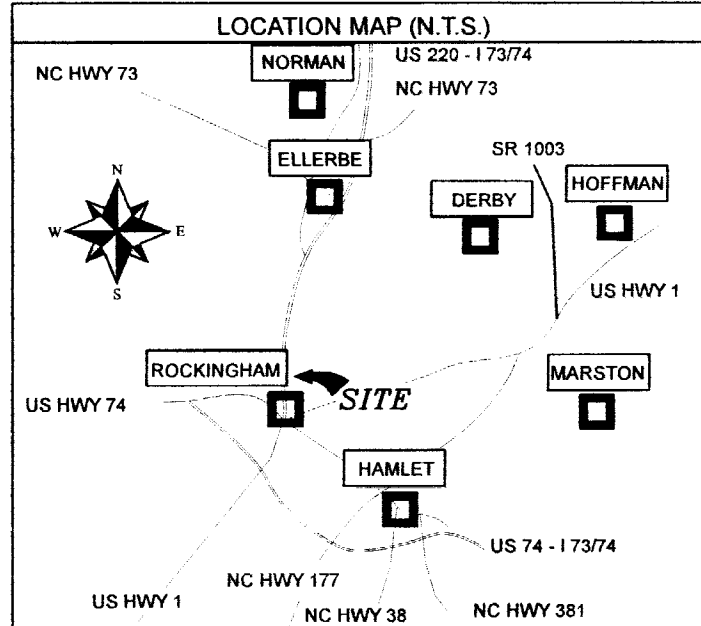 LOCATION MAP (N.T.S.)
NORMAN
US 220 - I 73/74
NC HWY 73
NC HWY 73
ELLERBE
SR 1003
HOFFMAN
DERBY
N
W
E
S
US HWY 1
ROCKINGHAM
MARSTON
SITE
US HWY 74
HAMLET
US 74 - I 73/74
NC HWY 177
US HWY 1
NC HWY 38
NC HWY 381